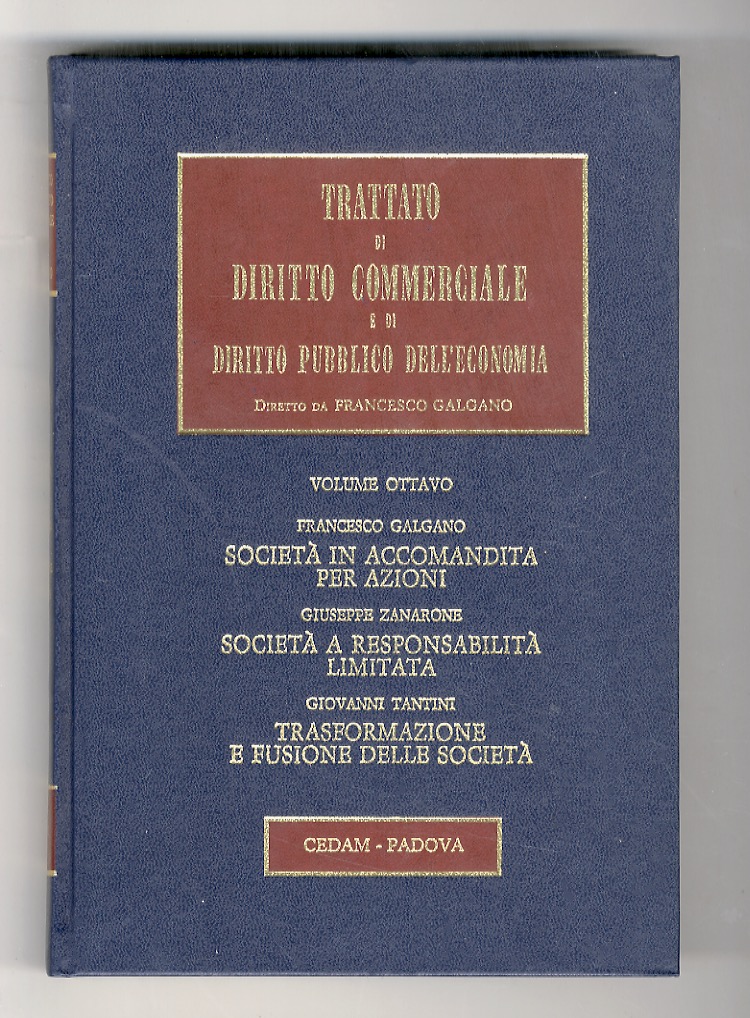 TRATTATO
DI
DIRITTO COMMERCIALE
E DI
DIRITTO PUBBLICO DELL'ECONOMIA
DIRETTO DA FRANCESCO GALGANO
VOLUME OTTAVO
FRANCESCO GALGANO
SOCIETÀ IN ACCOMANDITA
PER AZIONI
GIUSEPPE ZANARONE
SOCIETÀ A RESPONSABILITÀ
LIMITATA
GIOVANNI TANTINI
TRASFORMAZIONE
E FUSIONE DELLE SOCIETÀ
CEDAM - PADOVA